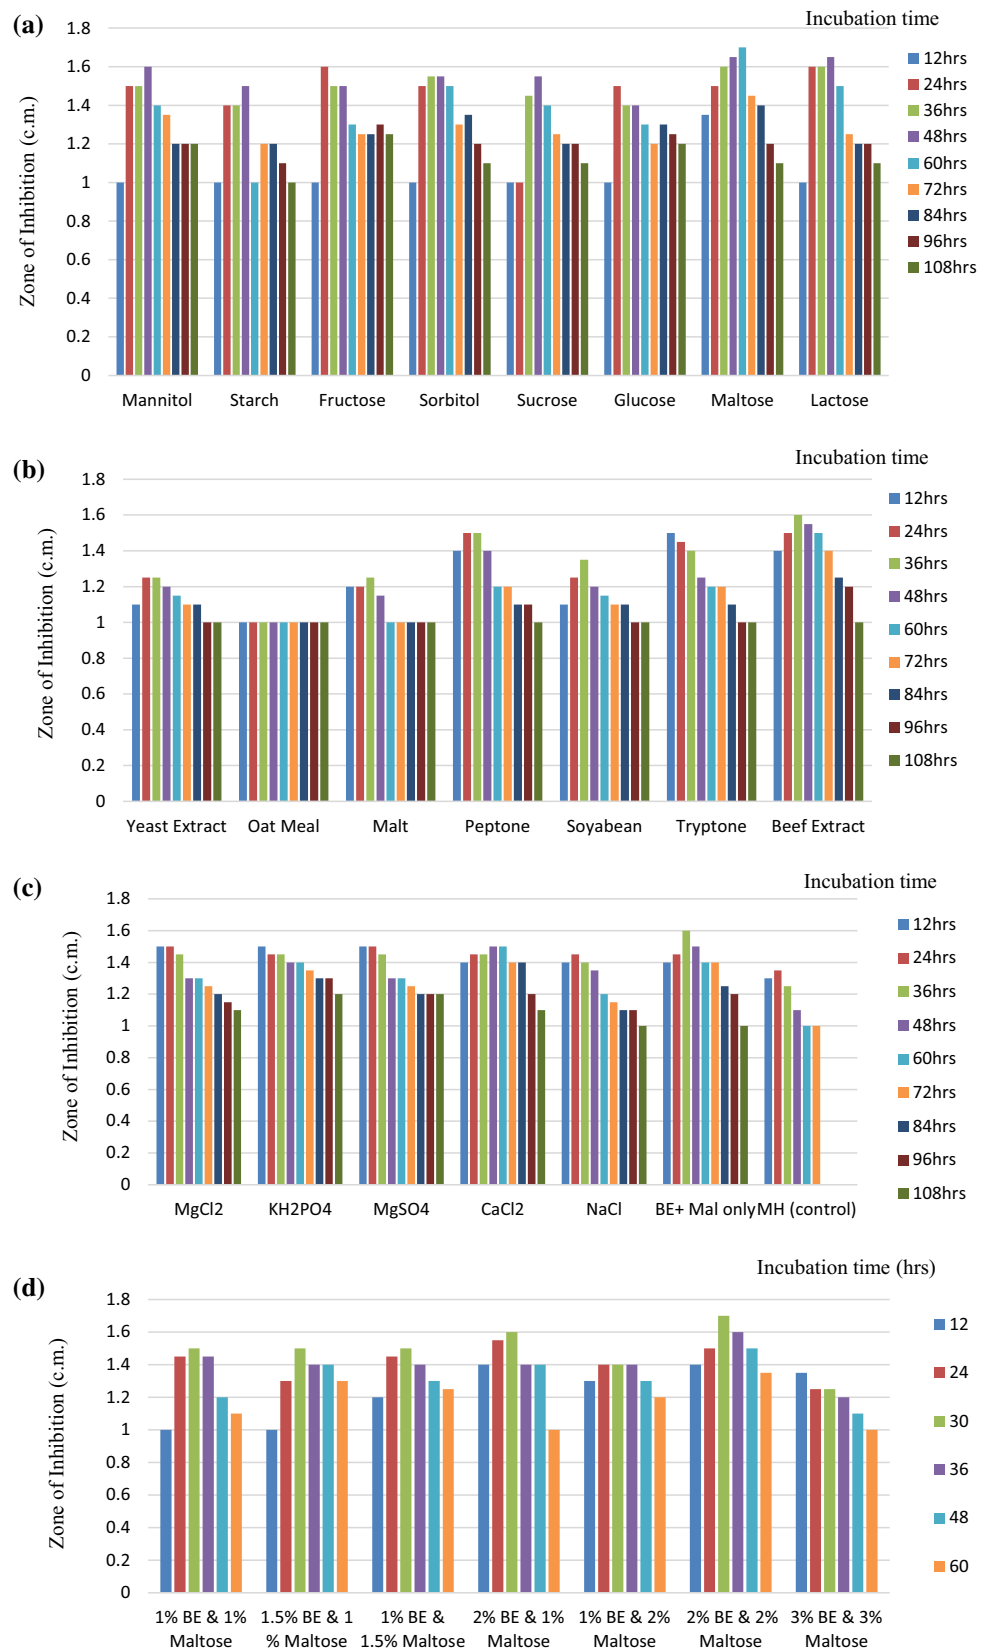 (a)
Incubation time
Zone of Inhibition (c.m.)
1.8
1.6
1.4
1.2
1
0.8
0.6
0.4
0.2
0
Mannitol Starch Fructose Sorbitol Sucrose Glucose Maltose Lactose
12hrs
24hrs
36hrs
48hrs
60hrs
72hrs
84hrs
96hrs
108hrs
(b)
Incubation time
Zone of Inhibition (c.m.)
1.8
1.6
1.4
1.2
1
0.8
0.6
0.4
0.2
0
Yeast Extract Oat Meal Malt Peptone Soyabean Tryptone Beef Extract
12hrs
24hrs
36hrs
48hrs
60hrs
72hrs
84hrs
96hrs
108hrs
(c)
Incubation time
Zone of Inhibition (c.m.)
1.8
1.6
1.4
1.2
1
0.8
0.6
0.4
0.2
0
MgCl2 KH2PO4 MgSO4 CaCl2 NaCl BE+ Mal only MH (control)
12hrs
24hrs
36hrs
48hrs
60hrs
72hrs
84hrs
96hrs
108hrs
(d)
Incubation time (hrs)
Zone of Inhibition (c.m.)
1.8
1.6
1.4
1.2
1
0.8
0.6
0.4
0.2
0
1% BE & 1% 1.5% BE & 1 1% BE & 2% BE & 1% 1% BE & 2% 2% BE & 2% 3% BE & 3%
Maltose % Maltose 1.5% Maltose Maltose Maltose Maltose Maltose
12
24
30
36
48
60